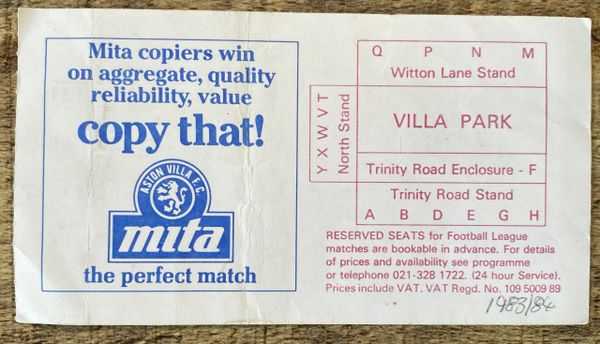 Mita copiers win
on aggregate, quality
reliability, value
copy that!
ASTON VILLA F.C.
mita
the perfect match
Q P N M
Witton Lane Stand
Y X W V T
North Stand
VILLA PARK
Trinity Road Enclosure - F
Trinity Road Stand
A B D E G H
RESERVED SEATS for Football League
matches are bookable in advance. For details
of prices and availability see programme
or telephone 021-328 1722. (24 hour Service).
Prices include VAT. VAT Regd. No. 109 5009 89
1983/84